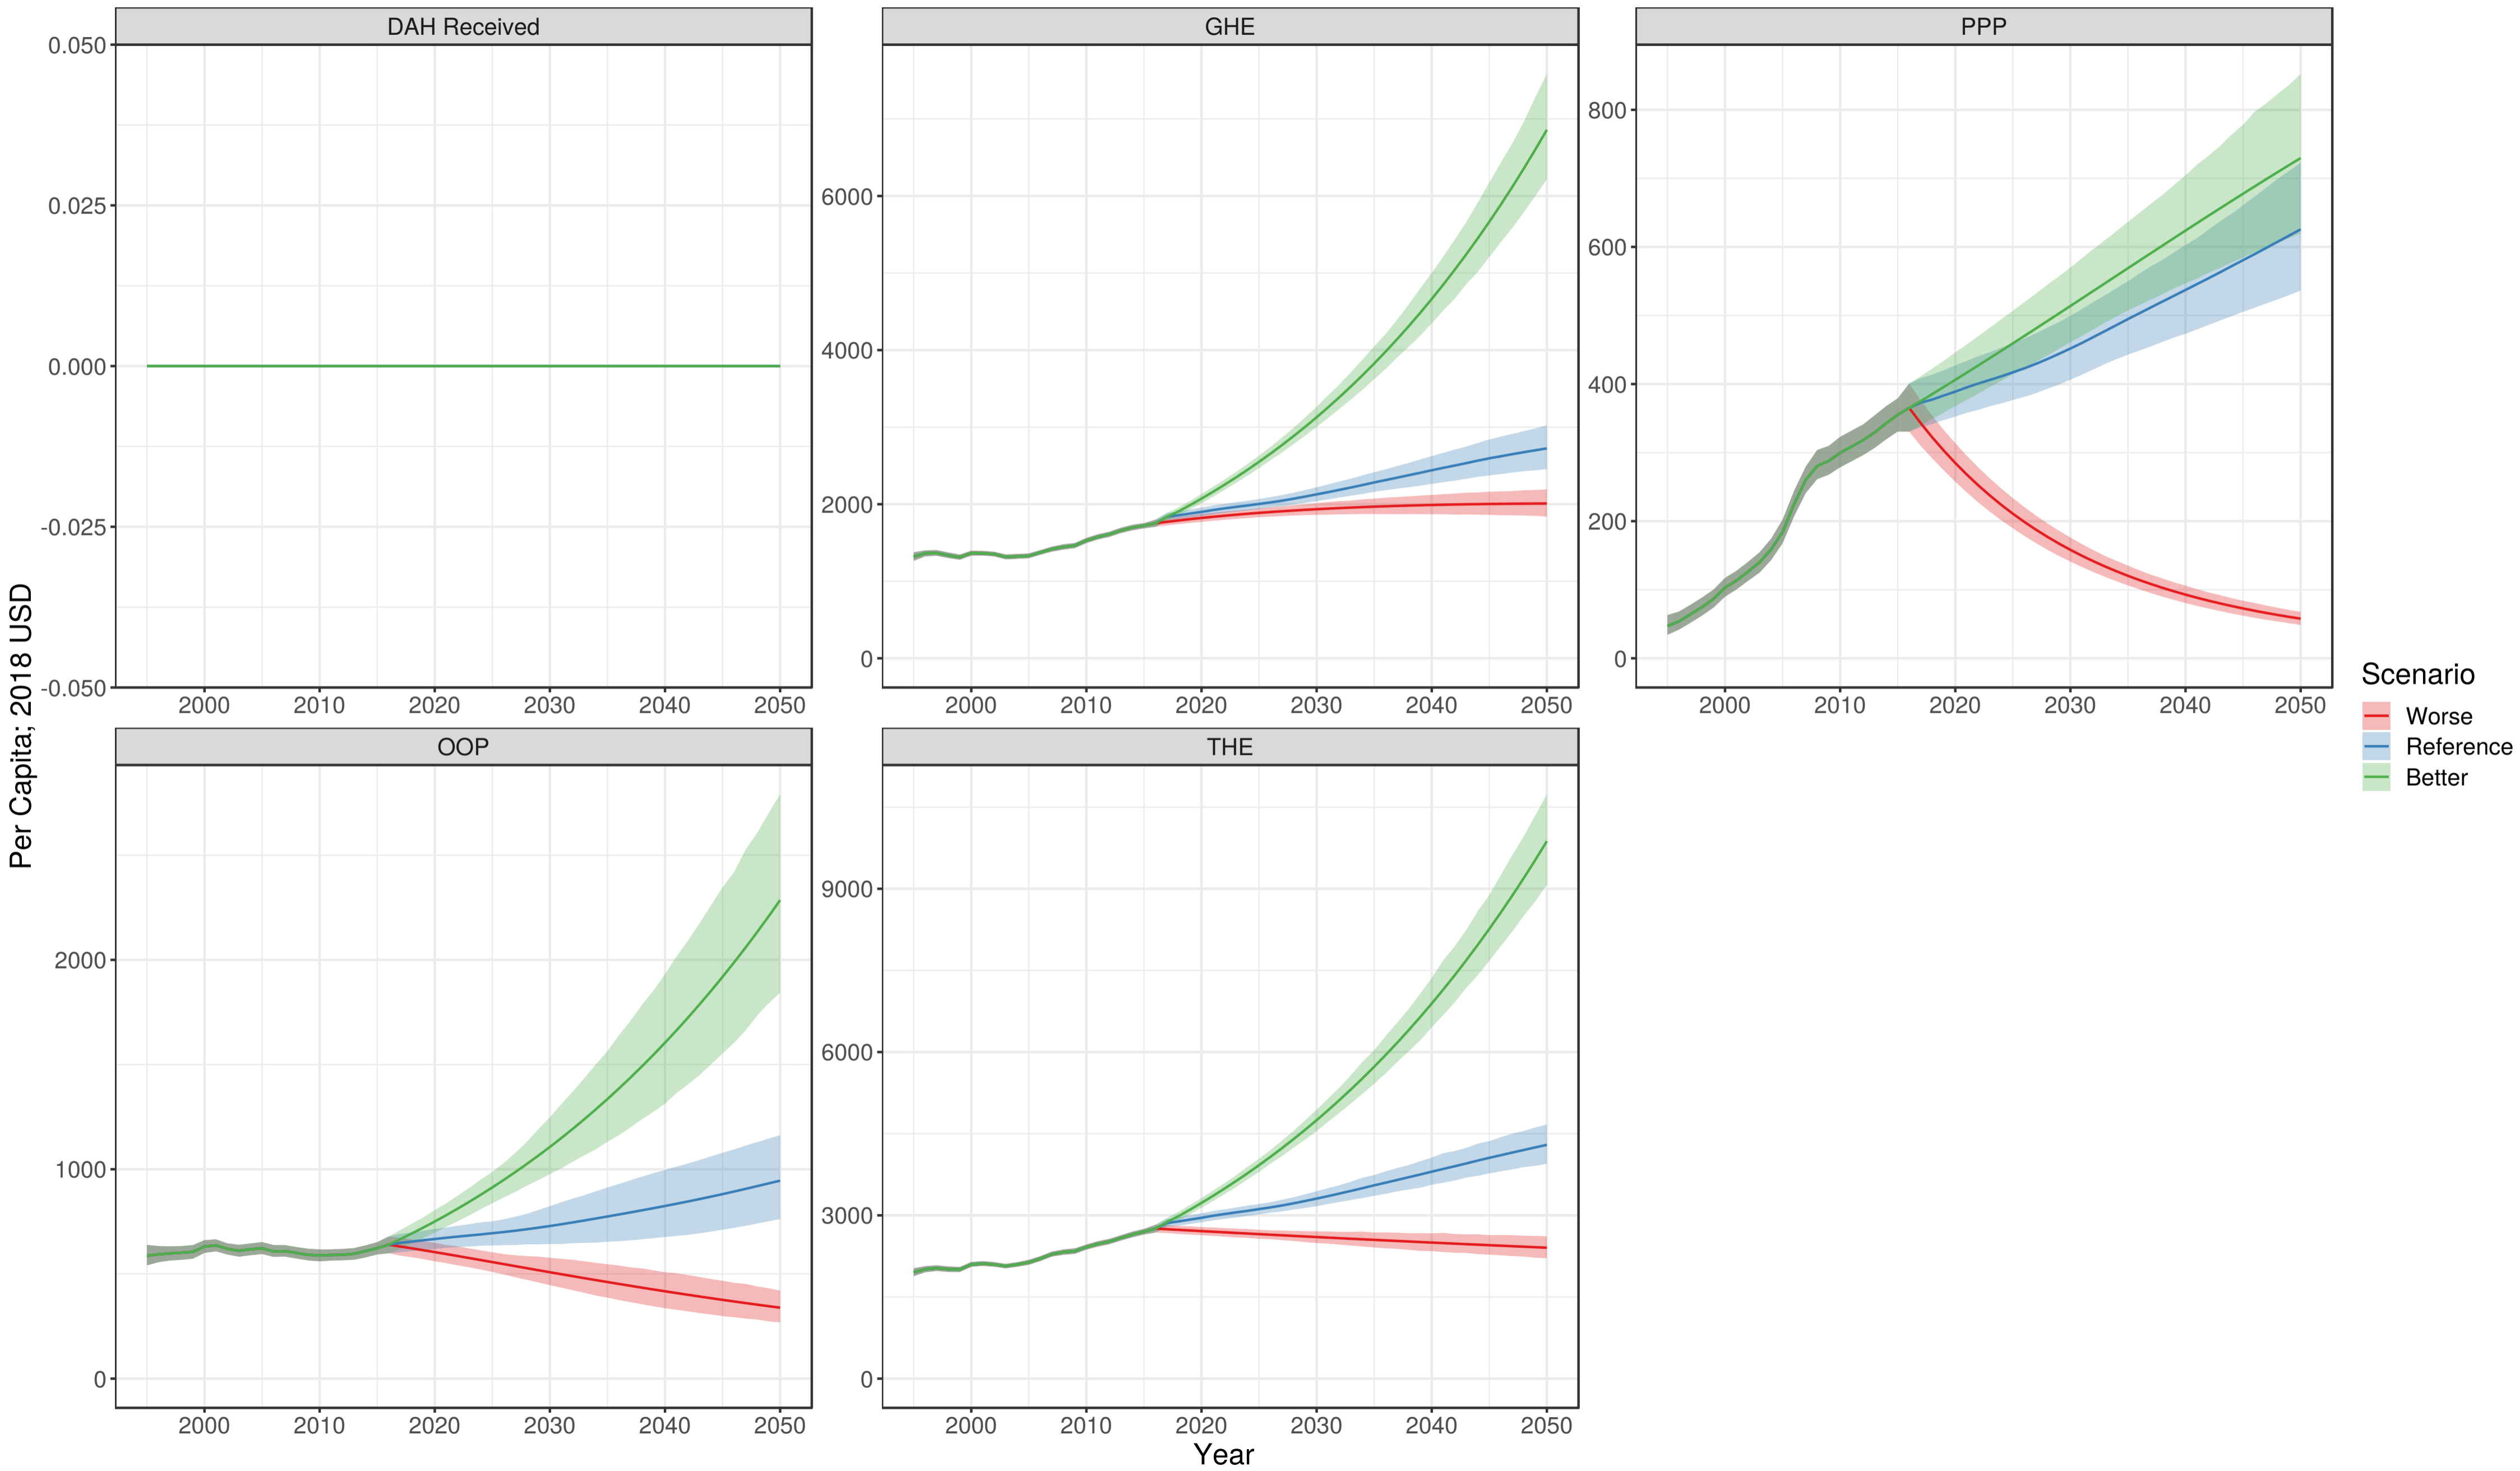 DAH Received
GHE
PPP
0.050
0.025
0.000
-0.025
-0.050
6000
4000
2000
0
800
600
400
200
0
2000 2010 2020 2030 2040 2050
2000 2010 2020 2030 2040 2050
2000 2010 2020 2030 2040 2050
OOP
THE
2000
1000
0
9000
6000
3000
0
2000 2010 2020 2030 2040 2050
2000 2010 2020 2030 2040 2050
Per Capita; 2018 USD
Year
Scenario
Worse
Reference
Better